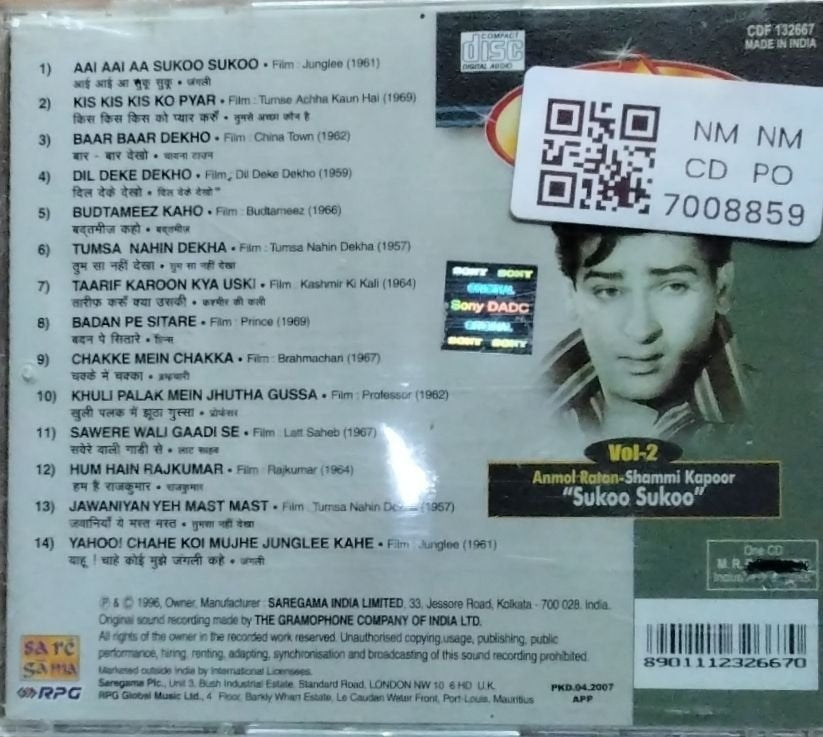 1) AAI AAI AA SUKOO SUKOO • Film : Junglee (1961)
आई आई आ सुकू सुकू • जंगली
2) KIS KIS KIS KO PYAR • Film : Tumse Achha Kaun Hai (1969)
किस किस किस को प्यार करूँ • तुमसे अच्छा कौन है
3) BAAR BAAR DEKHO • Film : China Town (1962)
बार - बार देखो • चायना टाउन
4) DIL DEKE DEKHO • Film : Dil Deke Dekho (1959)
दिल देके देखो • दिल देके देखो"
5) BUDTAMEEZ KAHO • Film : Budtameez (1966)
बद्तमीज़ कहो • बद्तमीज़
6) TUMSA NAHIN DEKHA • Film : Tumsa Nahin Dekha (1957)
तुम सा नहीं देखा • तुम सा नहीं देखा
7) TAARIF KAROON KYA USKI • Film : Kashmir Ki Kali (1964)
तारीफ करूँ क्या उसकी • कश्मीर की कली
8) BADAN PE SITARE • Film : Prince (1969)
बदन पे सितारे • प्रिन्स
9) CHAKKE MEIN CHAKKA • Film : Brahmachari (1967)
चक्के में चक्का • ब्रह्मचारी
10) KHULI PALAK MEIN JHUTHA GUSSA • Film : Professor (1962)
खुली पलक में झूठा गुस्सा • प्रोफेसर
11) SAWERE WALI GAADI SE • Film : Latt Saheb (1967)
सवेरे वाली गाडी से • लाट साहब
12) HUM HAIN RAJKUMAR • Film : Rajkumar (1964)
हम हैं राजकुमार • राजकुमार
13) JAWANIYAN YEH MAST MAST • Film : Tumsa Nahin (1957)
जवानियाँ ये मस्त मस्त • तुमसा नहीं देखा
14) YAHOO! CHAHE KOI MUJHE JUNGLEE KAHE • Film : Junglee (1961)
याहू ! चाहे कोई मुझे जंगली कहे • जंगली
COMPACT
disc
DIGITAL AUDIO
CDF 132667
MADE IN INDIA
NM NM
CD PO
7008859
SONY SONY
ORIGINAL
Sony DADC
ORIGINAL
SONY SONY
Vol-2
Anmol Ratan-Shammi Kapoor
"Sukoo Sukoo"
One CD
M.R.
8901112326670
℗ & © 1996, Owner, Manufacturer : SAREGAMA INDIA LIMITED, 33, Jessore Road, Kolkata - 700 028. India.
Original sound recording made by THE GRAMOPHONE COMPANY OF INDIA LTD.
All rights of the owner in the recorded work reserved. Unauthorised copying,usage, publishing, public
performance, hiring, renting, adapting, synchronisation and broadcasting of this sound recording prohibited.
Marketed outside India by International Licensees.
Saregama Plc., Unit 3, Bush Industrial Estate, Standard Road, LONDON NW 10 6 HD U.K.
RPG Global Music Ltd., 4 Floor, Barkly Wharf Estate, Le Caudan Water Front, Port-Louis, Mauritius
PKD.04.2007
APP
sa rē
gā ma
RPG